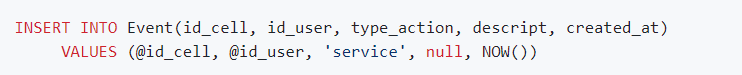 INSERT INTO Event(id_cell, id_user, type_action, descript, created_at)
VALUES (@id_cell, @id_user, 'service', null, NOW())